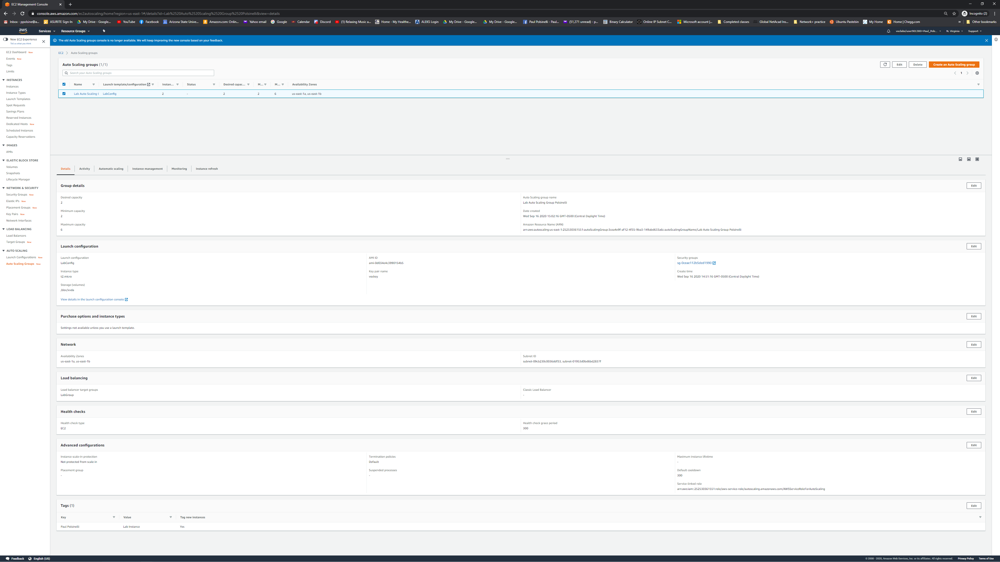 EC2 Management Console
console.aws.amazon.com/ec2autoscaling/home?region=us-east-1#/details?id=Lab%2520Auto%2520Scaling%2520Group%2520Polsinelli&view=details
Incognito (2)
Inbox - ppolsine@a... ASURITE Sign-In My Drive - Google... YouTube Facebook Arizona State Unive... Amazon.com: Onlin... Yahoo email Google Calendar Discord (1) Relaxing Music a... Home - My Healthe... ALEKS Login My Drive - Google... My Drive - Google... Paul Polsinelli - Paul... (51,271 unread) - p... Binary Calculator Online IP Subnet C... Microsoft account |... Completed classes Global NetAcad Ins... Network+ practice Ubuntu Pastebin My Home Home | Chegg.com » Other bookmarks
aws Services Resource Groups voclabs/user901300=Paul_Pols... N. Virginia Support
New EC2 Experience
Tell us what you think
The old Auto Scaling groups console is no longer available. We will keep improving the new console based on your feedback.
EC2 Dashboard New
Events New
Tags
Limits
INSTANCES
Instances
Instance Types
Launch Templates
Spot Requests
Savings Plans
Reserved Instances
Dedicated Hosts New
Scheduled Instances
Capacity Reservations
IMAGES
AMIs
ELASTIC BLOCK STORE
Volumes
Snapshots
Lifecycle Manager
NETWORK & SECURITY
Security Groups New
Elastic IPs New
Placement Groups New
Key Pairs New
Network Interfaces
LOAD BALANCING
Load Balancers
Target Groups New
AUTO SCALING
Launch Configurations New
Auto Scaling Groups New
EC2 > Auto Scaling groups
Auto Scaling groups (1/1)
Edit Delete Create an Auto Scaling group
Search your Auto Scaling groups
1
Name Launch template/configuration Instan... Status Desired capac... M... M... Availability Zones
Lab Auto Scaling G LabConfig 2 - 2 2 6 us-east-1a, us-east-1b
Details Activity Automatic scaling Instance management Monitoring Instance refresh
Group details Edit
Desired capacity
2
Minimum capacity
2
Maximum capacity
6
Auto Scaling group name
Lab Auto Scaling Group Polsinelli
Date created
Wed Sep 16 2020 15:02:16 GMT-0500 (Central Daylight Time)
Amazon Resource Name (ARN)
arn:aws:autoscaling:us-east-1:252530361551:autoScalingGroup:3cea4e9f-af12-4f35-9ba3-149abd633a6c:autoScalingGroupName/Lab Auto Scaling Group Polsinelli
Launch configuration Edit
Launch configuration
LabConfig
Instance type
t2.micro
Storage (volumes)
/dev/xvda
AMI ID
ami-0d034e4c3990154b5
Key pair name
vockey
Security groups
sg-0ceae112b5ded1990
Create time
Wed Sep 16 2020 14:51:16 GMT-0500 (Central Daylight Time)
View details in the launch configuration console
Purchase options and instance types Edit
Settings not available unless you use a launch template.
Network Edit
Availability Zones
us-east-1a, us-east-1b
Subnet ID
subnet-09cb230c0036ddf33, subnet-01953d0bd6bd2837f
Load balancing Edit
Load balancer target groups
LabGroup
Classic Load Balancer
-
Health checks Edit
Health check type
EC2
Health check grace period
300
Advanced configurations Edit
Instance scale-in protection
Not protected from scale in
Placement group
-
Termination policies
Default
Suspended processes
-
Maximum instance lifetime
-
Default cooldown
300
Service-linked role
arn:aws:iam::252530361551:role/aws-service-role/autoscaling.amazonaws.com/AWSServiceRoleForAutoScaling
Tags (1) Edit
Key Value Tag new instances
Paul Polsinelli Lab Instance Yes
Feedback English (US)
© 2008 - 2020, Amazon Web Services, Inc. or its affiliates. All rights reserved. Privacy Policy Terms of Use